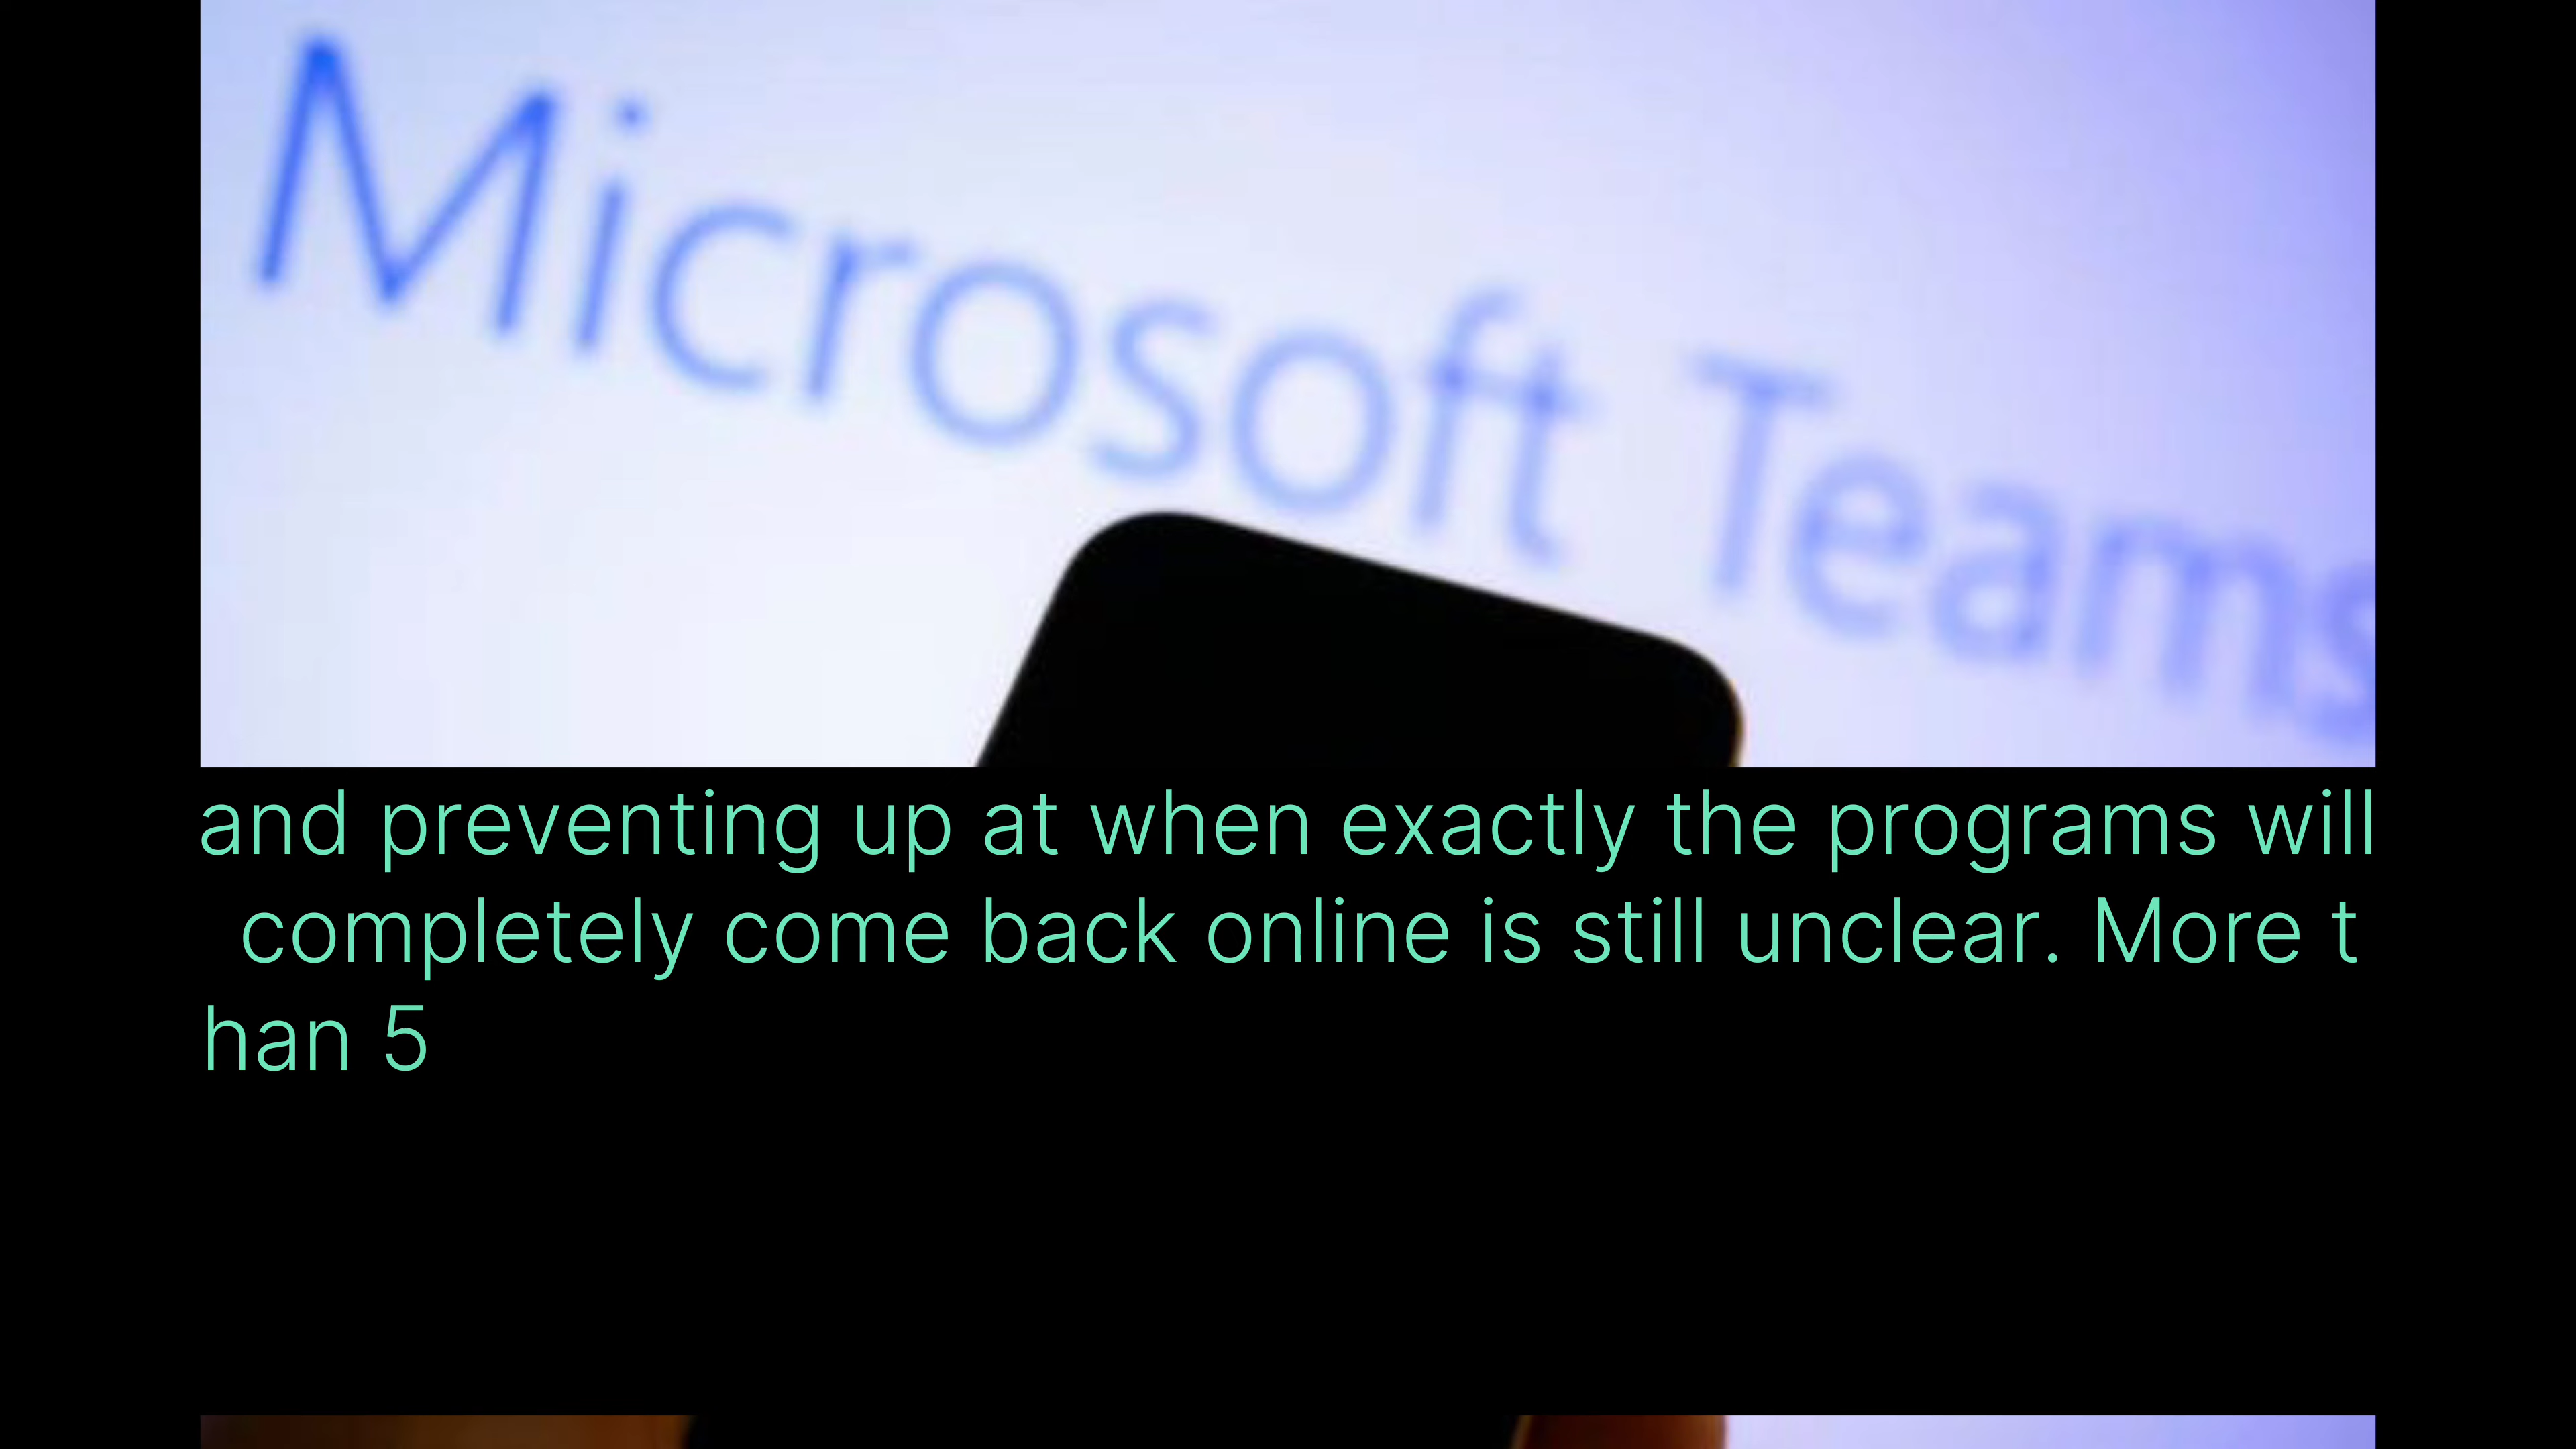 Microsoft Teams
and preventing up at when exactly the programs will
completely come back online is still unclear. More t
han 5